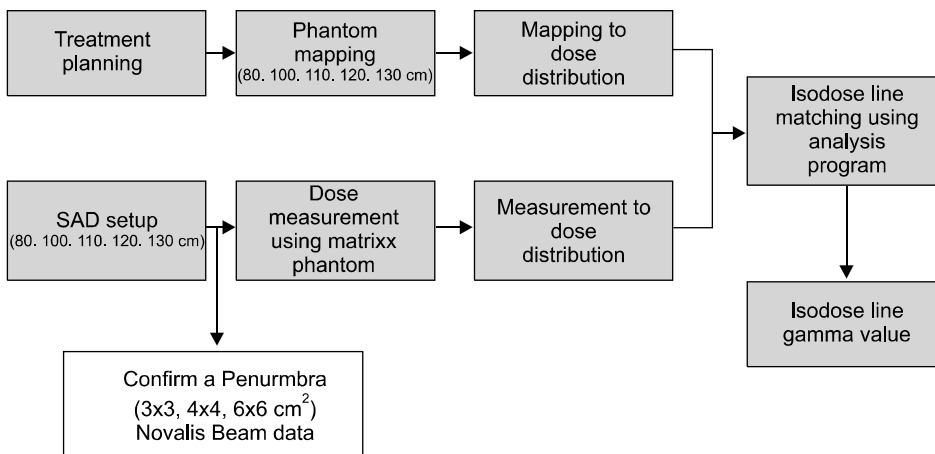 Treatment
planning
Phantom
mapping
(80. 100. 110. 120. 130 cm)
Mapping to
dose
distribution
Isodose line
matching using
analysis
program
SAD setup
(80. 100. 110. 120. 130 cm)
Dose
measurement
using matrixx
phantom
Measurement to
dose
distribution
Isodose line
gamma value
Confirm a Penurmbra
(3x3, 4x4, 6x6 cm²)
Novalis Beam data